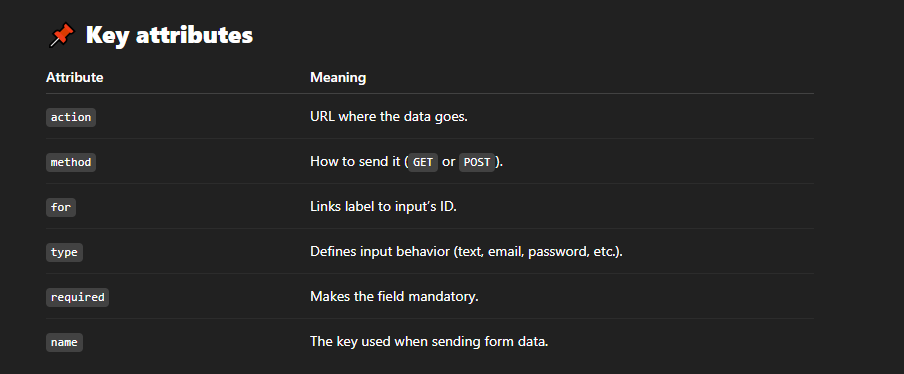 📌 Key attributes
Attribute Meaning
action URL where the data goes.
method How to send it (GET or POST).
for Links label to input’s ID.
type Defines input behavior (text, email, password, etc.).
required Makes the field mandatory.
name The key used when sending form data.